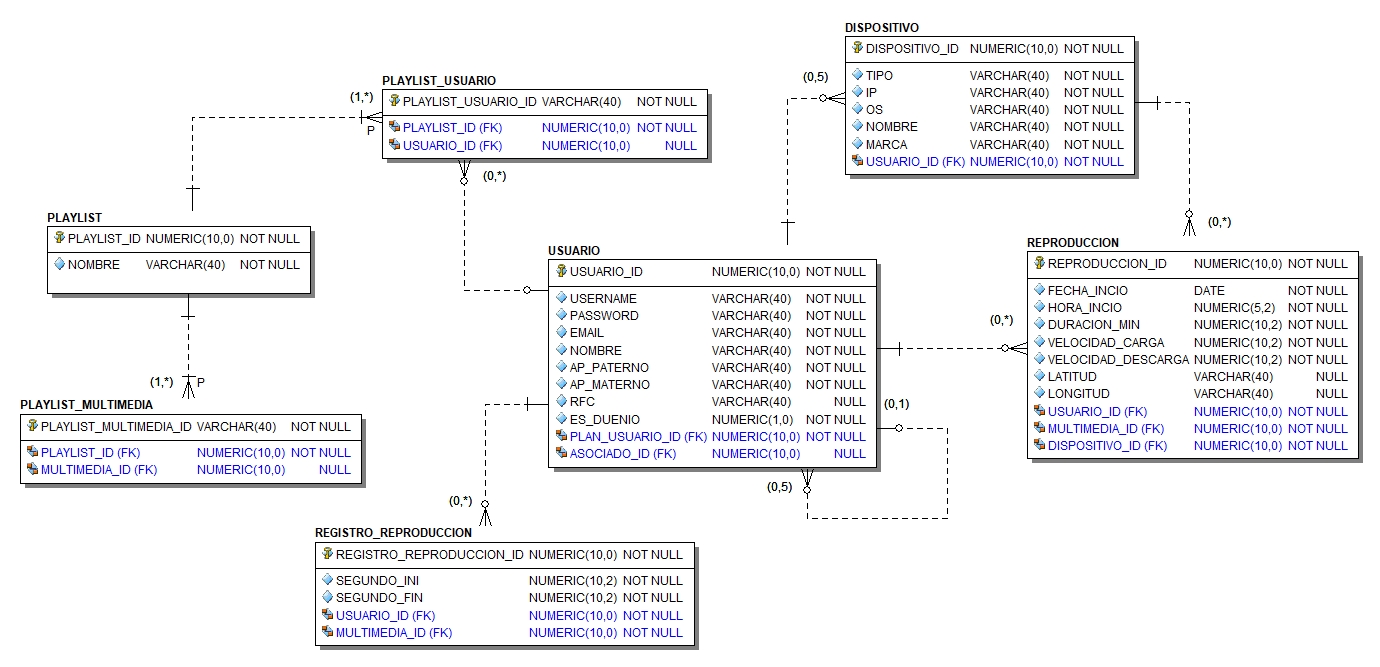 DISPOSITIVO
DISPOSITIVO_ID NUMERIC(10,0) NOT NULL
TIPO VARCHAR(40) NOT NULL
IP VARCHAR(40) NOT NULL
OS VARCHAR(40) NOT NULL
NOMBRE VARCHAR(40) NOT NULL
MARCA VARCHAR(40) NOT NULL
USUARIO_ID (FK) NUMERIC(10,0) NOT NULL
(0,5)
(0,*)
PLAYLIST_USUARIO
PLAYLIST_USUARIO_ID VARCHAR(40) NOT NULL
PLAYLIST_ID (FK) NUMERIC(10,0) NOT NULL
USUARIO_ID (FK) NUMERIC(10,0) NULL
(1,*)
P
(0,*)
PLAYLIST
PLAYLIST_ID NUMERIC(10,0) NOT NULL
NOMBRE VARCHAR(40) NOT NULL
(1,*)
P
PLAYLIST_MULTIMEDIA
PLAYLIST_MULTIMEDIA_ID VARCHAR(40) NOT NULL
PLAYLIST_ID (FK) NUMERIC(10,0) NOT NULL
MULTIMEDIA_ID (FK) NUMERIC(10,0) NULL
USUARIO
USUARIO_ID NUMERIC(10,0) NOT NULL
USERNAME VARCHAR(40) NOT NULL
PASSWORD VARCHAR(40) NOT NULL
EMAIL VARCHAR(40) NOT NULL
NOMBRE VARCHAR(40) NOT NULL
AP_PATERNO VARCHAR(40) NOT NULL
AP_MATERNO VARCHAR(40) NOT NULL
RFC VARCHAR(40) NULL
ES_DUENIO NUMERIC(1,0) NOT NULL
PLAN_USUARIO_ID (FK) NUMERIC(10,0) NOT NULL
ASOCIADO_ID (FK) NUMERIC(10,0) NULL
(0,1)
(0,5)
(0,*)
REPRODUCCION
REPRODUCCION_ID NUMERIC(10,0) NOT NULL
FECHA_INCIO DATE NOT NULL
HORA_INCIO NUMERIC(5,2) NOT NULL
DURACION_MIN NUMERIC(10,2) NOT NULL
VELOCIDAD_CARGA NUMERIC(10,2) NOT NULL
VELOCIDAD_DESCARGA NUMERIC(10,2) NOT NULL
LATITUD VARCHAR(40) NULL
LONGITUD VARCHAR(40) NULL
USUARIO_ID (FK) NUMERIC(10,0) NOT NULL
MULTIMEDIA_ID (FK) NUMERIC(10,0) NOT NULL
DISPOSITIVO_ID (FK) NUMERIC(10,0) NOT NULL
(0,*)
REGISTRO_REPRODUCCION
REGISTRO_REPRODUCCION_ID NUMERIC(10,0) NOT NULL
SEGUNDO_INI NUMERIC(10,2) NOT NULL
SEGUNDO_FIN NUMERIC(10,2) NOT NULL
USUARIO_ID (FK) NUMERIC(10,0) NOT NULL
MULTIMEDIA_ID (FK) NUMERIC(10,0) NOT NULL